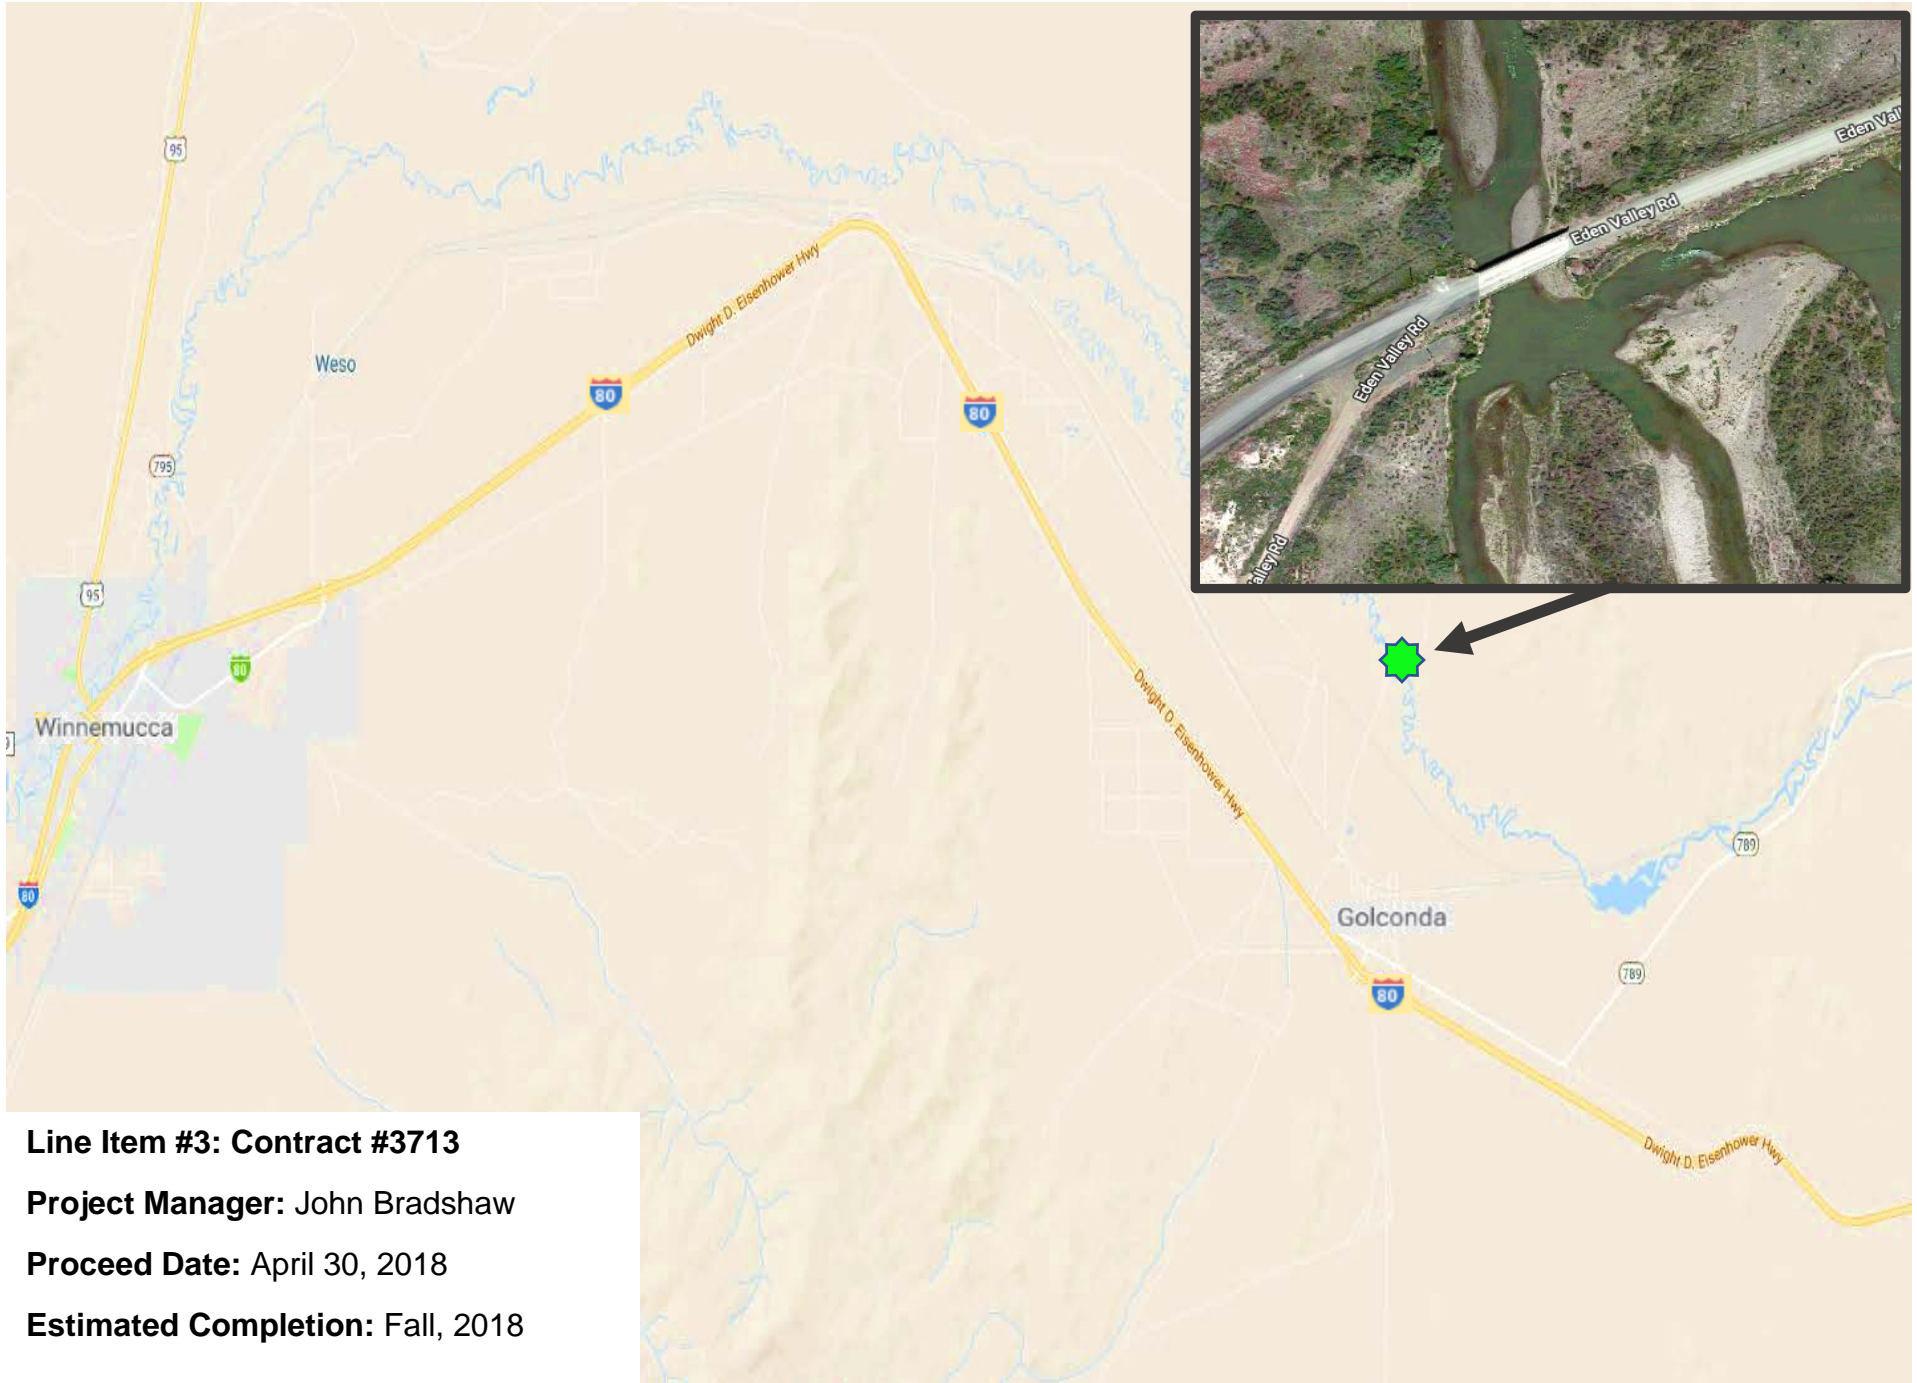 95
Eden Val
Eden Valley Rd
Eden Valley Rd
alley Rd
Dwight D. Eisenhower Hwy
Weso
80
80
795
95
80
Dwight D. Eisenhower Hwy
Winnemucca
789
80
Golconda
789
80
Dwight D. Eisenhower Hwy
Line Item #3: Contract #3713
Project Manager: John Bradshaw
Proceed Date: April 30, 2018
Estimated Completion: Fall, 2018